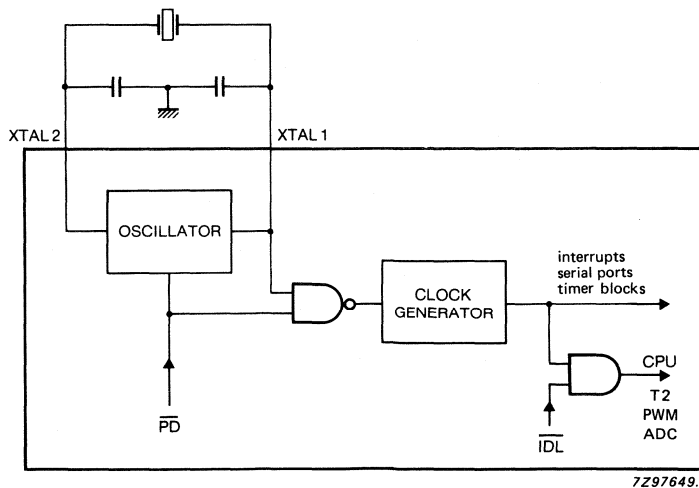 XTAL 2
XTAL 1
OSCILLATOR
CLOCK
GENERATOR
interrupts
serial ports
timer blocks
CPU
T2
PWM
ADC
PD
IDL
7Z97649.